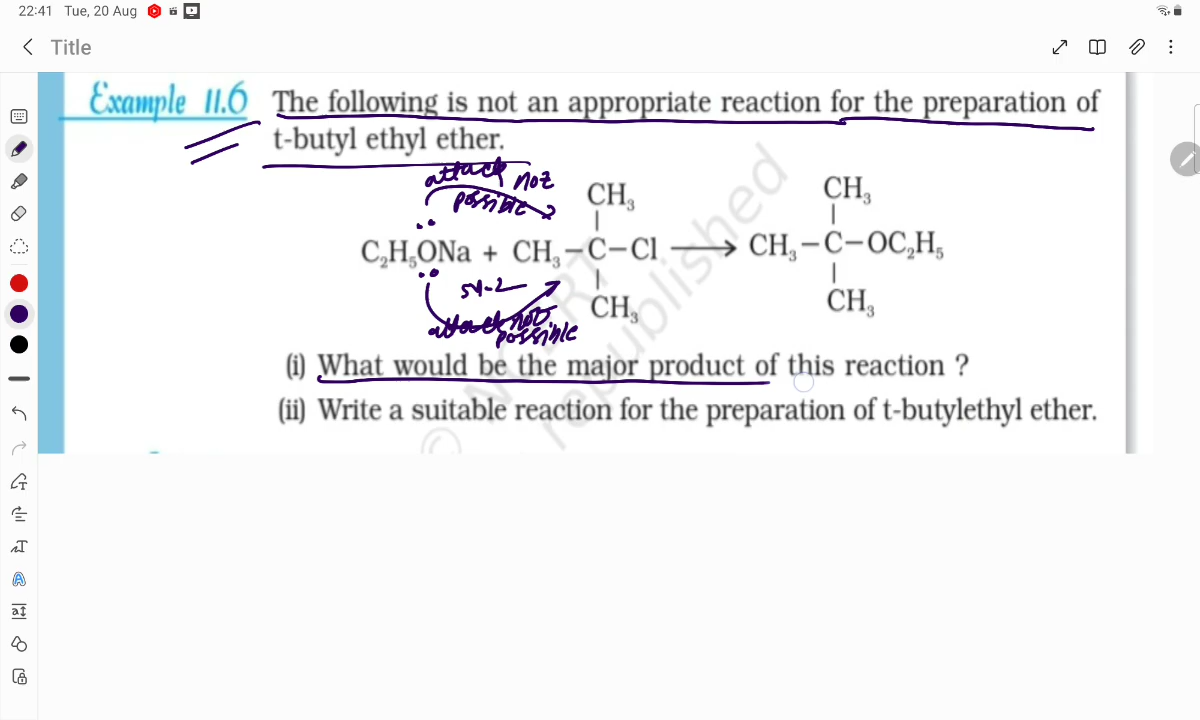 22:41 Tue, 20 Aug
Title
Example 11.6 The following is not an appropriate reaction for the preparation of
t-butyl ethyl ether.
attack not
possible
CH₃ CH₃
C₂H₅ONa + CH₃–C–Cl ⟶ CH₃–C–OC₂H₅
SN-2
CH₃ CH₃
attack not
possible
(i) What would be the major product of this reaction ?
(ii) Write a suitable reaction for the preparation of t-butylethyl ether.
republished